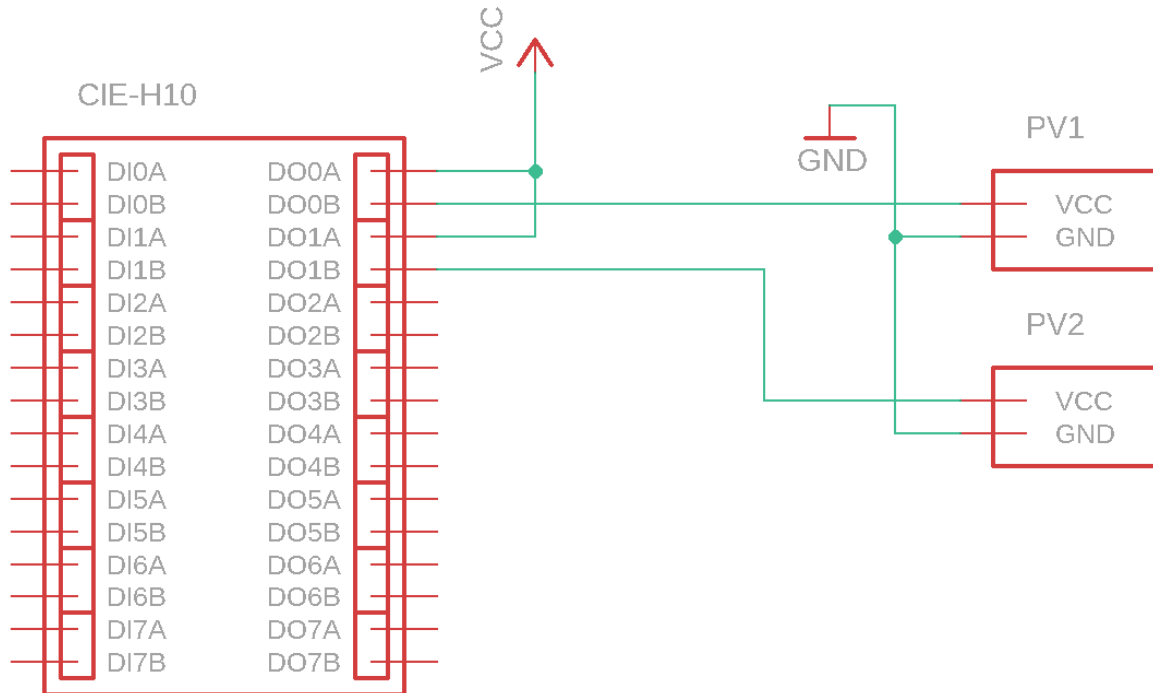 VCC
CIE-H10
PV1
GND
DI0A DO0A
DI0B DO0B VCC
DI1A DO1A GND
DI1B DO1B
DI2A DO2A
PV2
DI2B DO2B
DI3A DO3A
DI3B DO3B VCC
DI4A DO4A GND
DI4B DO4B
DI5A DO5A
DI5B DO5B
DI6A DO6A
DI6B DO6B
DI7A DO7A
DI7B DO7B